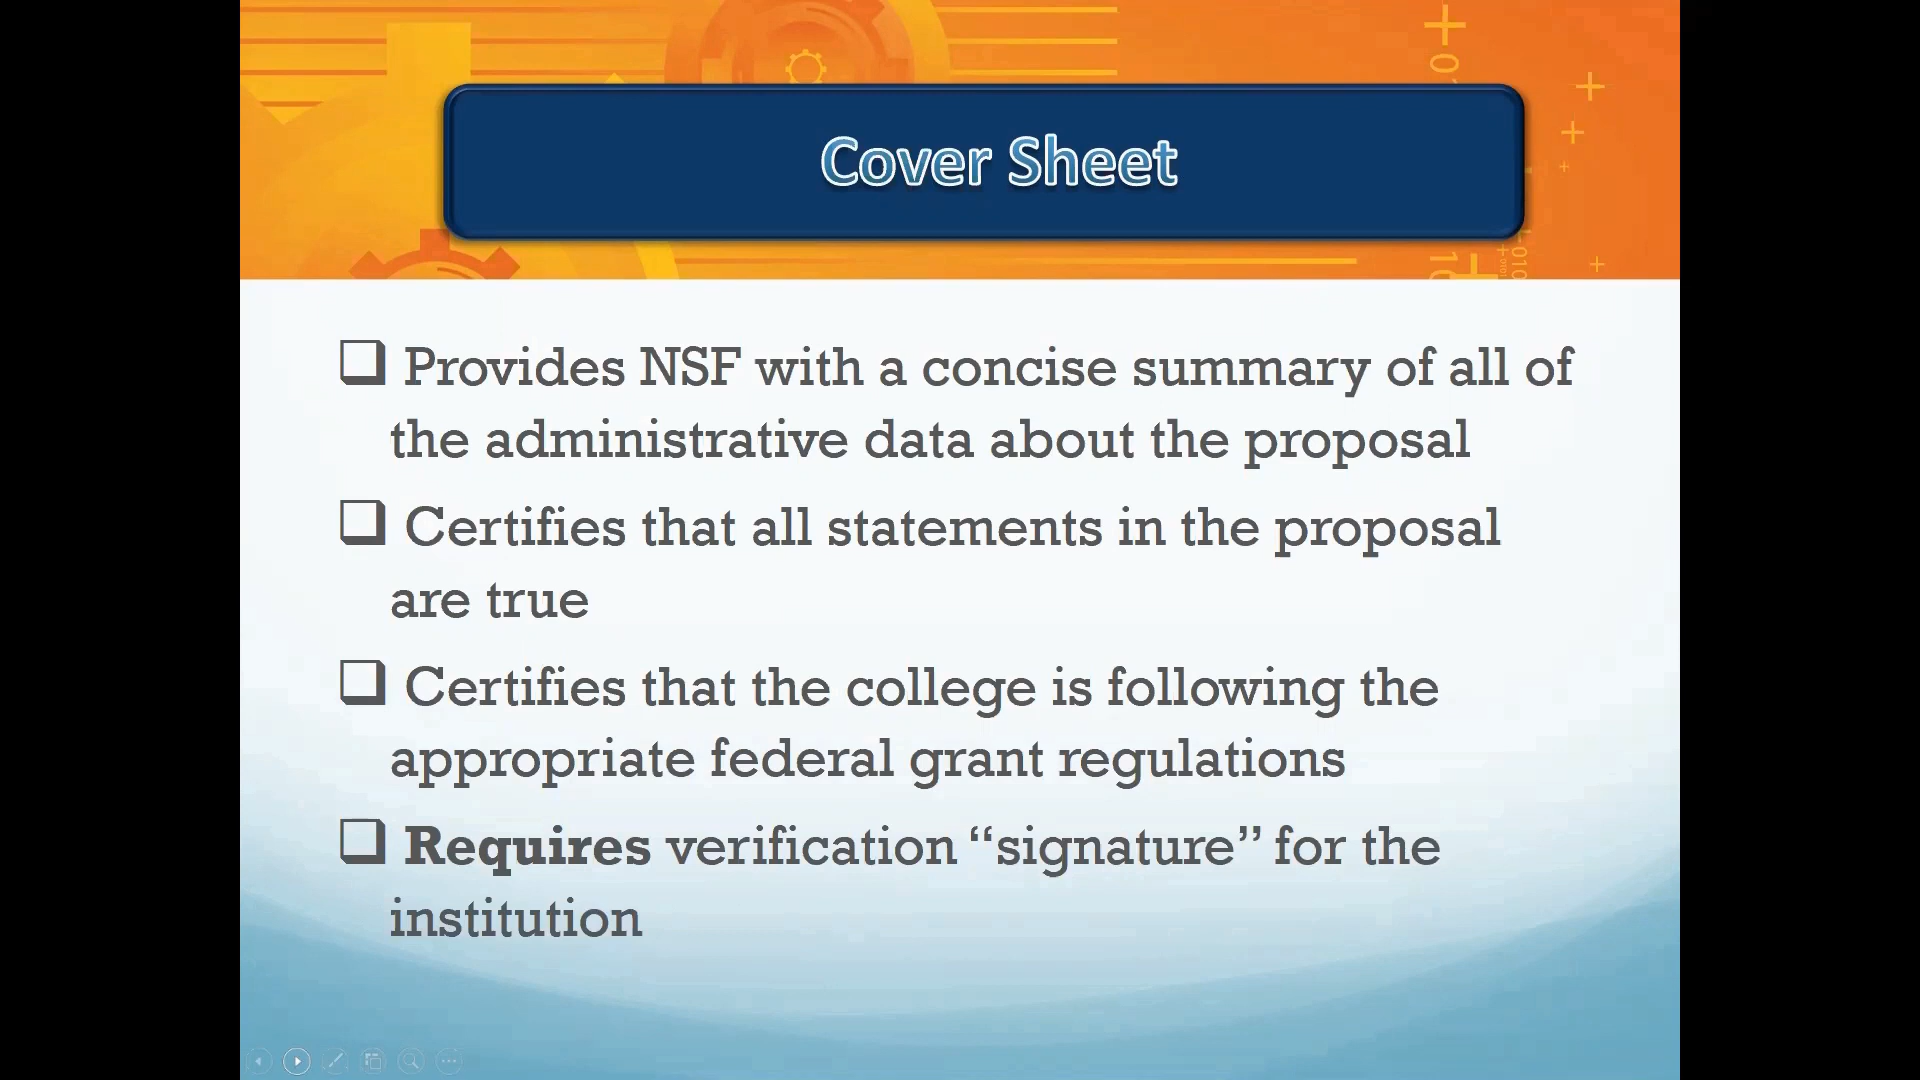 Cover Sheet
❑ Provides NSF with a concise summary of all of
the administrative data about the proposal
❑ Certifies that all statements in the proposal
are true
❑ Certifies that the college is following the
appropriate federal grant regulations
❑ Requires verification “signature” for the
institution